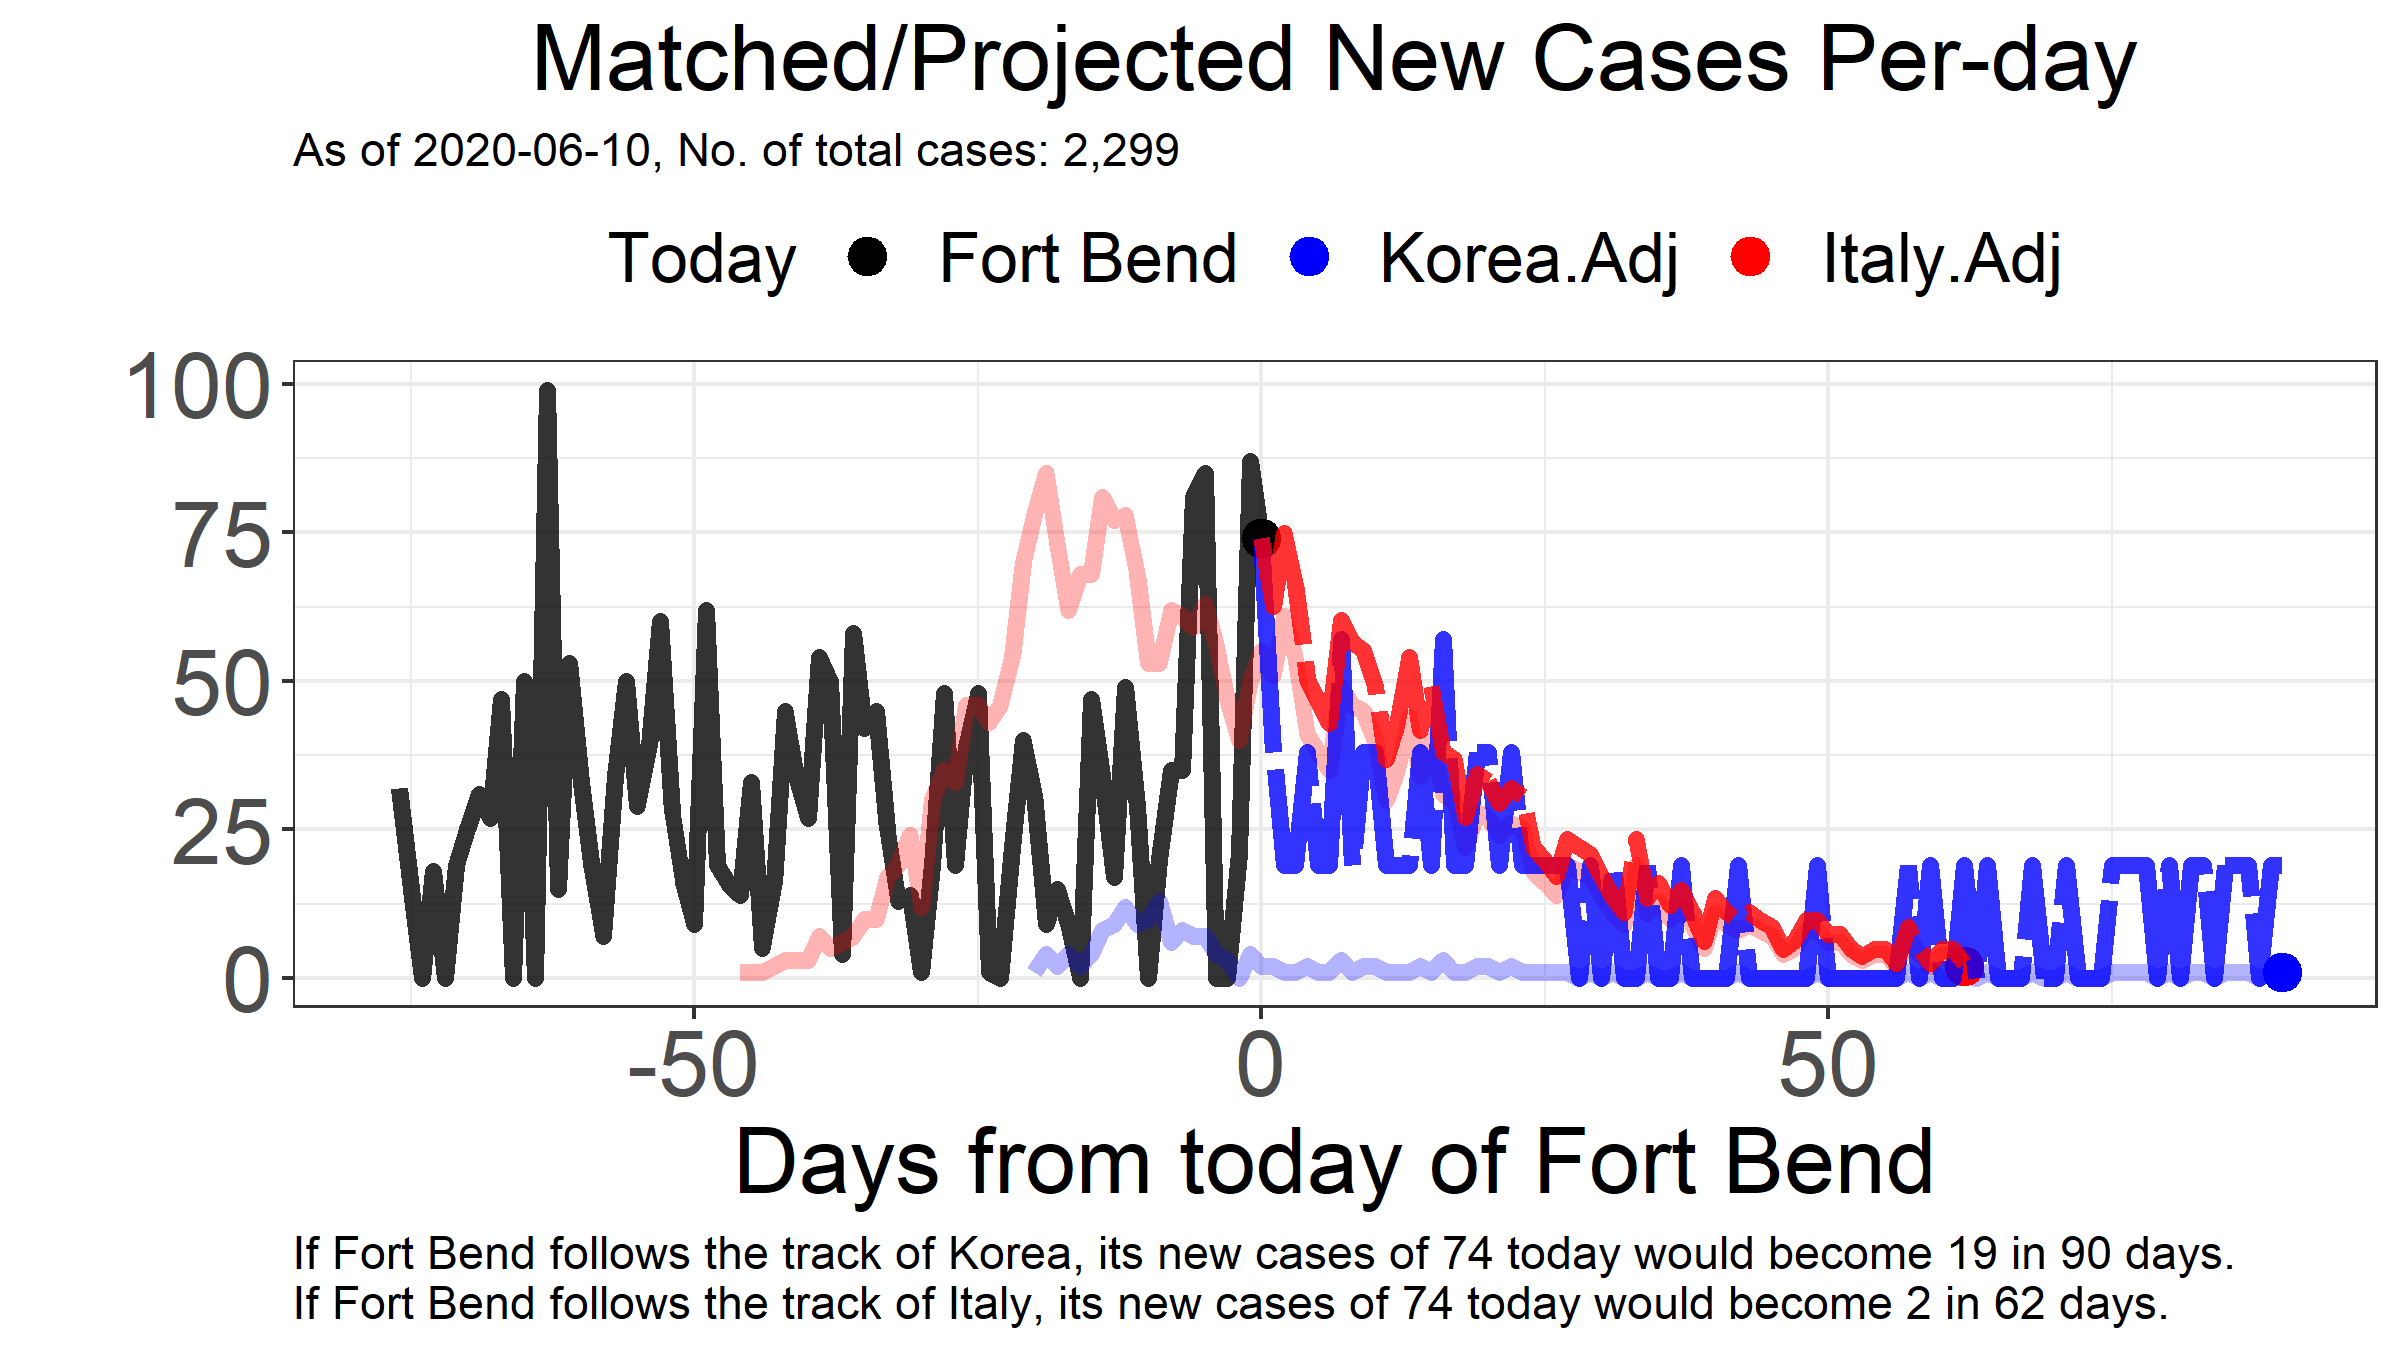 Matched/Projected New Cases Per-day
As of 2020-06-10, No. of total cases: 2,299
Today Fort Bend Korea.Adj Italy.Adj
100
75
50
25
0
-50 0 50
Days from today of Fort Bend
If Fort Bend follows the track of Korea, its new cases of 74 today would become 19 in 90 days.
If Fort Bend follows the track of Italy, its new cases of 74 today would become 2 in 62 days.